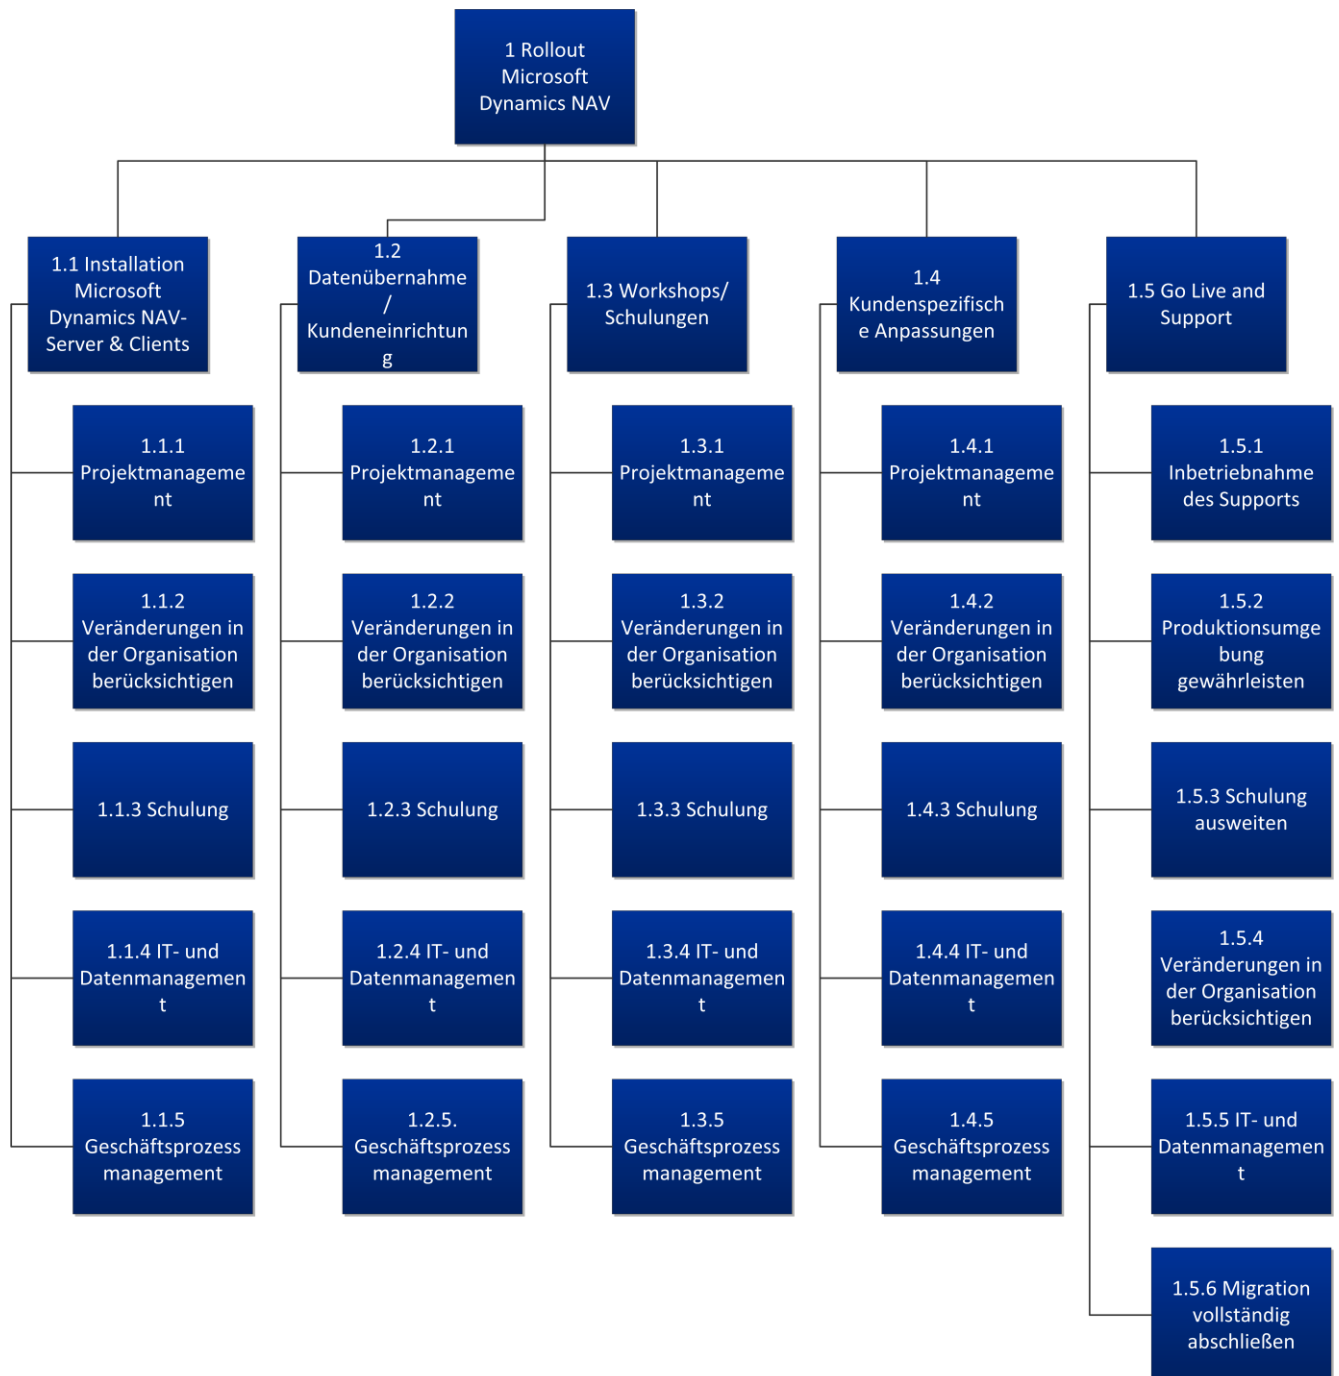 1 Rollout
Microsoft
Dynamics NAV
1.1 Installation
Microsoft
Dynamics NAV-
Server & Clients
1.2
Datenübernahme
/
Kundeneinrichtun
g
1.3 Workshops/
Schulungen
1.4
Kundenspezifisch
e Anpassungen
1.5 Go Live and
Support
1.1.1
Projektmanageme
nt
1.2.1
Projektmanageme
nt
1.3.1
Projektmanageme
nt
1.4.1
Projektmanageme
nt
1.5.1
Inbetriebnahme
des Supports
1.1.2
Veränderungen in
der Organisation
berücksichtigen
1.2.2
Veränderungen in
der Organisation
berücksichtigen
1.3.2
Veränderungen in
der Organisation
berücksichtigen
1.4.2
Veränderungen in
der Organisation
berücksichtigen
1.5.2
Produktionsumge
bung
gewährleisten
1.1.3 Schulung
1.2.3 Schulung
1.3.3 Schulung
1.4.3 Schulung
1.5.3 Schulung
ausweiten
1.1.4 IT- und
Datenmanagemen
t
1.2.4 IT- und
Datenmanagemen
t
1.3.4 IT- und
Datenmanagemen
t
1.4.4 IT- und
Datenmanagemen
t
1.5.4
Veränderungen in
der Organisation
berücksichtigen
1.1.5
Geschäftsprozess
management
1.2.5.
Geschäftsprozess
management
1.3.5
Geschäftsprozess
management
1.4.5
Geschäftsprozess
management
1.5.5 IT- und
Datenmanagemen
t
1.5.6 Migration
vollständig
abschließen